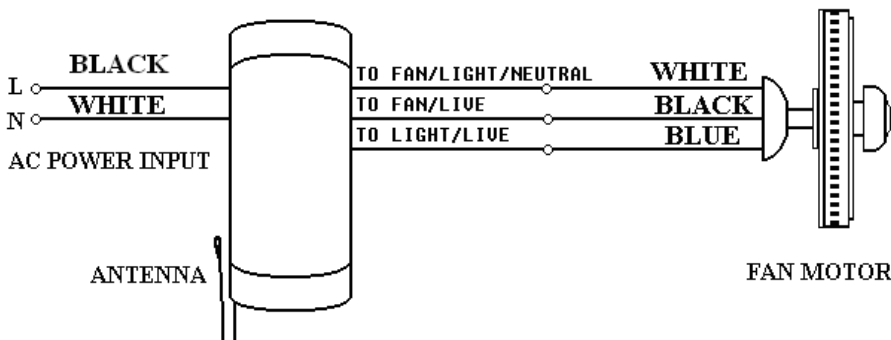 L BLACK
N WHITE
AC POWER INPUT
ANTENNA
TO FAN/LIGHT/NEUTRAL WHITE
TO FAN/LIVE BLACK
TO LIGHT/LIVE BLUE
FAN MOTOR